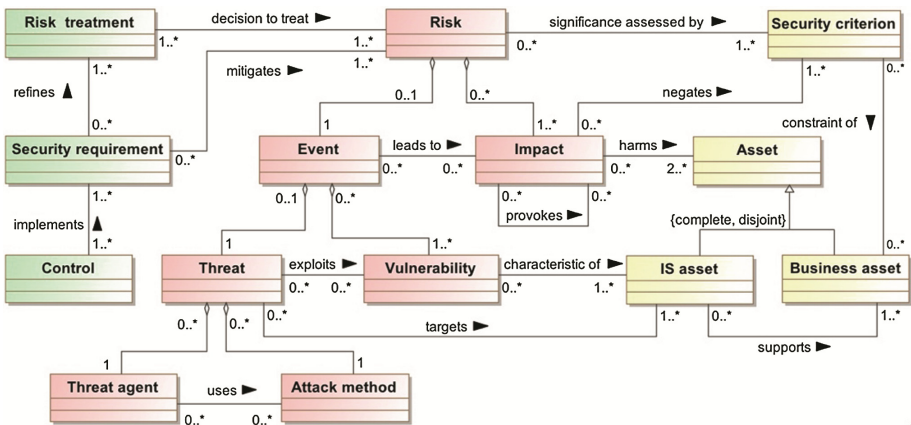 Risk treatment
decision to treat
Risk
significance assessed by
Security criterion
1..*
1..*
0..*
1..*
1..*
mitigates
1..*
1..*
0..*
refines
0..1
0..*
negates
constraint of
0..*
1
1..*
0..*
Security requirement
0..*
Event
leads to
Impact
harms
Asset
0..*
0..*
0..*
2..*
1..*
0..1
0..*
0..*
0..*
provokes
{complete, disjoint}
implements
1..*
1
1..*
0..*
Control
Threat
exploits
Vulnerability
characteristic of
IS asset
Business asset
0..*
0..*
0..*
1..*
0..*
0..*
0..*
1..*
0..*
1..*
targets
supports
1
1
Threat agent
uses
Attack method
0..*
0..*